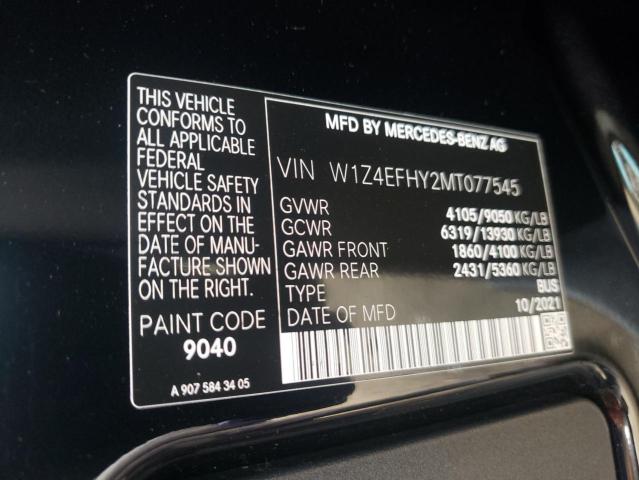 THIS VEHICLE
CONFORMS TO
ALL APPLICABLE
FEDERAL MOTOR
VEHICLE SAFETY
STANDARDS IN
EFFECT ON THE
DATE OF MANU-
FACTURE SHOWN
ON THE RIGHT.
PAINT CODE
9040
A 907 584 34 05
MFD BY MERCEDES-BENZ AG
VIN W1Z4EFHY2MT077545
GVWR 4105/9050 KG/LB
GCWR 6319/13930 KG/LB
GAWR FRONT 1860/4100 KG/LB
GAWR REAR 2431/5360 KG/LB
TYPE BUS
DATE OF MFD 10/2021